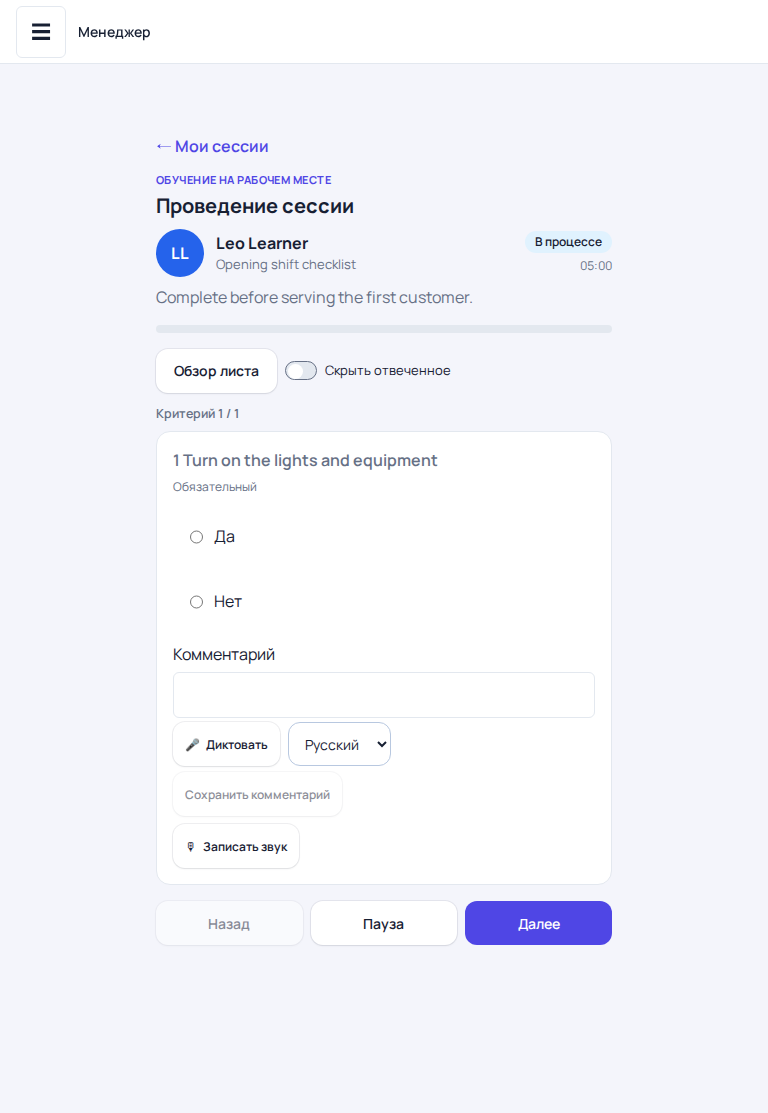 Менеджер
← Мои сессии
ОБУЧЕНИЕ НА РАБОЧЕМ МЕСТЕ
Проведение сессии
LL
Leo Learner
Opening shift checklist
В процессе
05:00
Complete before serving the first customer.
Обзор листа
Скрыть отвеченное
Критерий 1 / 1
1 Turn on the lights and equipment
Обязательный
Да
Нет
Комментарий
Диктовать
Русский
Сохранить комментарий
Записать звук
Назад
Пауза
Далее